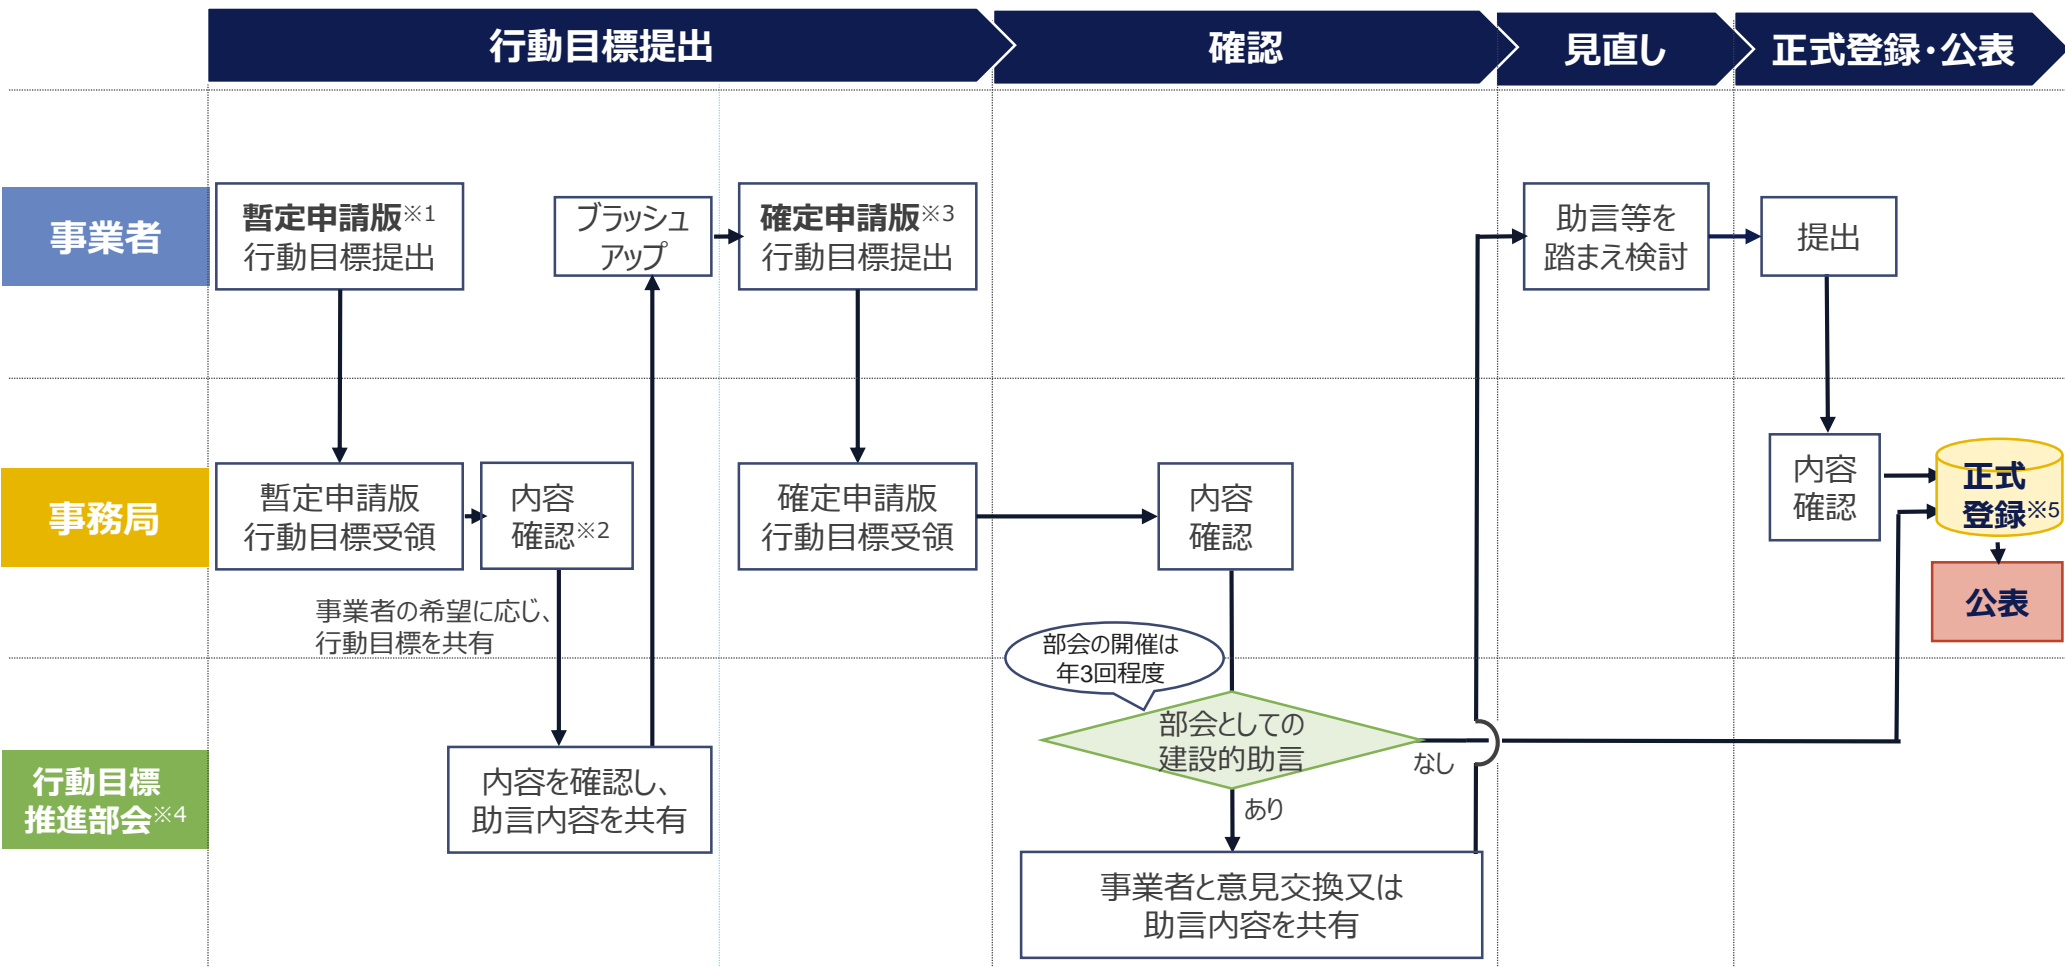 行動目標提出
確認
見直し
正式登録・公表
事業者
暫定申請版※1
行動目標提出
ブラッシュ
アップ
確定申請版※3
行動目標提出
助言等を
踏まえ検討
提出
事務局
暫定申請版
行動目標受領
内容
確認※2
確定申請版
行動目標受領
内容
確認
内容
確認
正式
登録※5
公表
事業者の希望に応じ、
行動目標を共有
部会の開催は
年3回程度
行動目標
推進部会※4
内容を確認し、
助言内容を共有
部会としての
建設的助言
なし
あり
事業者と意見交換又は
助言内容を共有